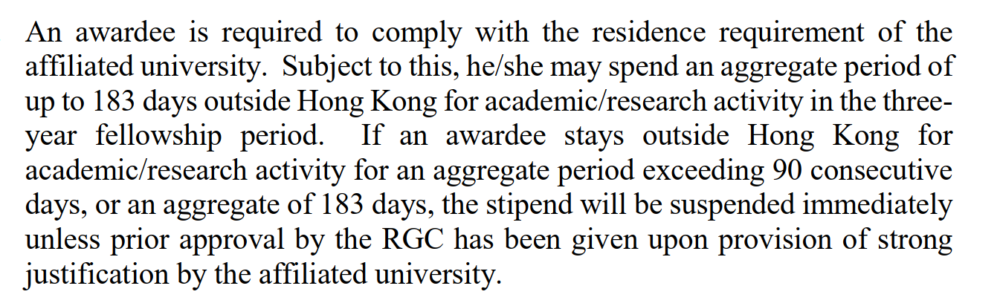 An awardee is required to comply with the residence requirement of the
affiliated university.  Subject to this, he/she may spend an aggregate period of
up to 183 days outside Hong Kong for academic/research activity in the three-
year fellowship period.  If an awardee stays outside Hong Kong for
academic/research activity for an aggregate period exceeding 90 consecutive
days, or an aggregate of 183 days, the stipend will be suspended immediately
unless prior approval by the RGC has been given upon provision of strong
justification by the affiliated university.